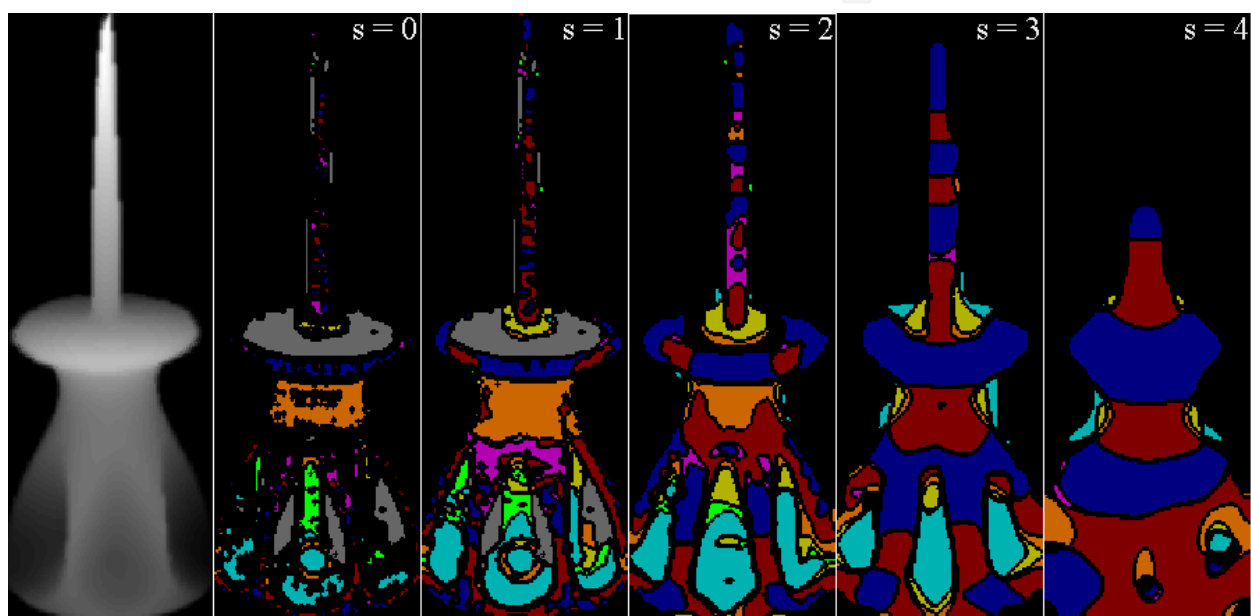 s = 0 s = 1 s = 2 s = 3 s = 4